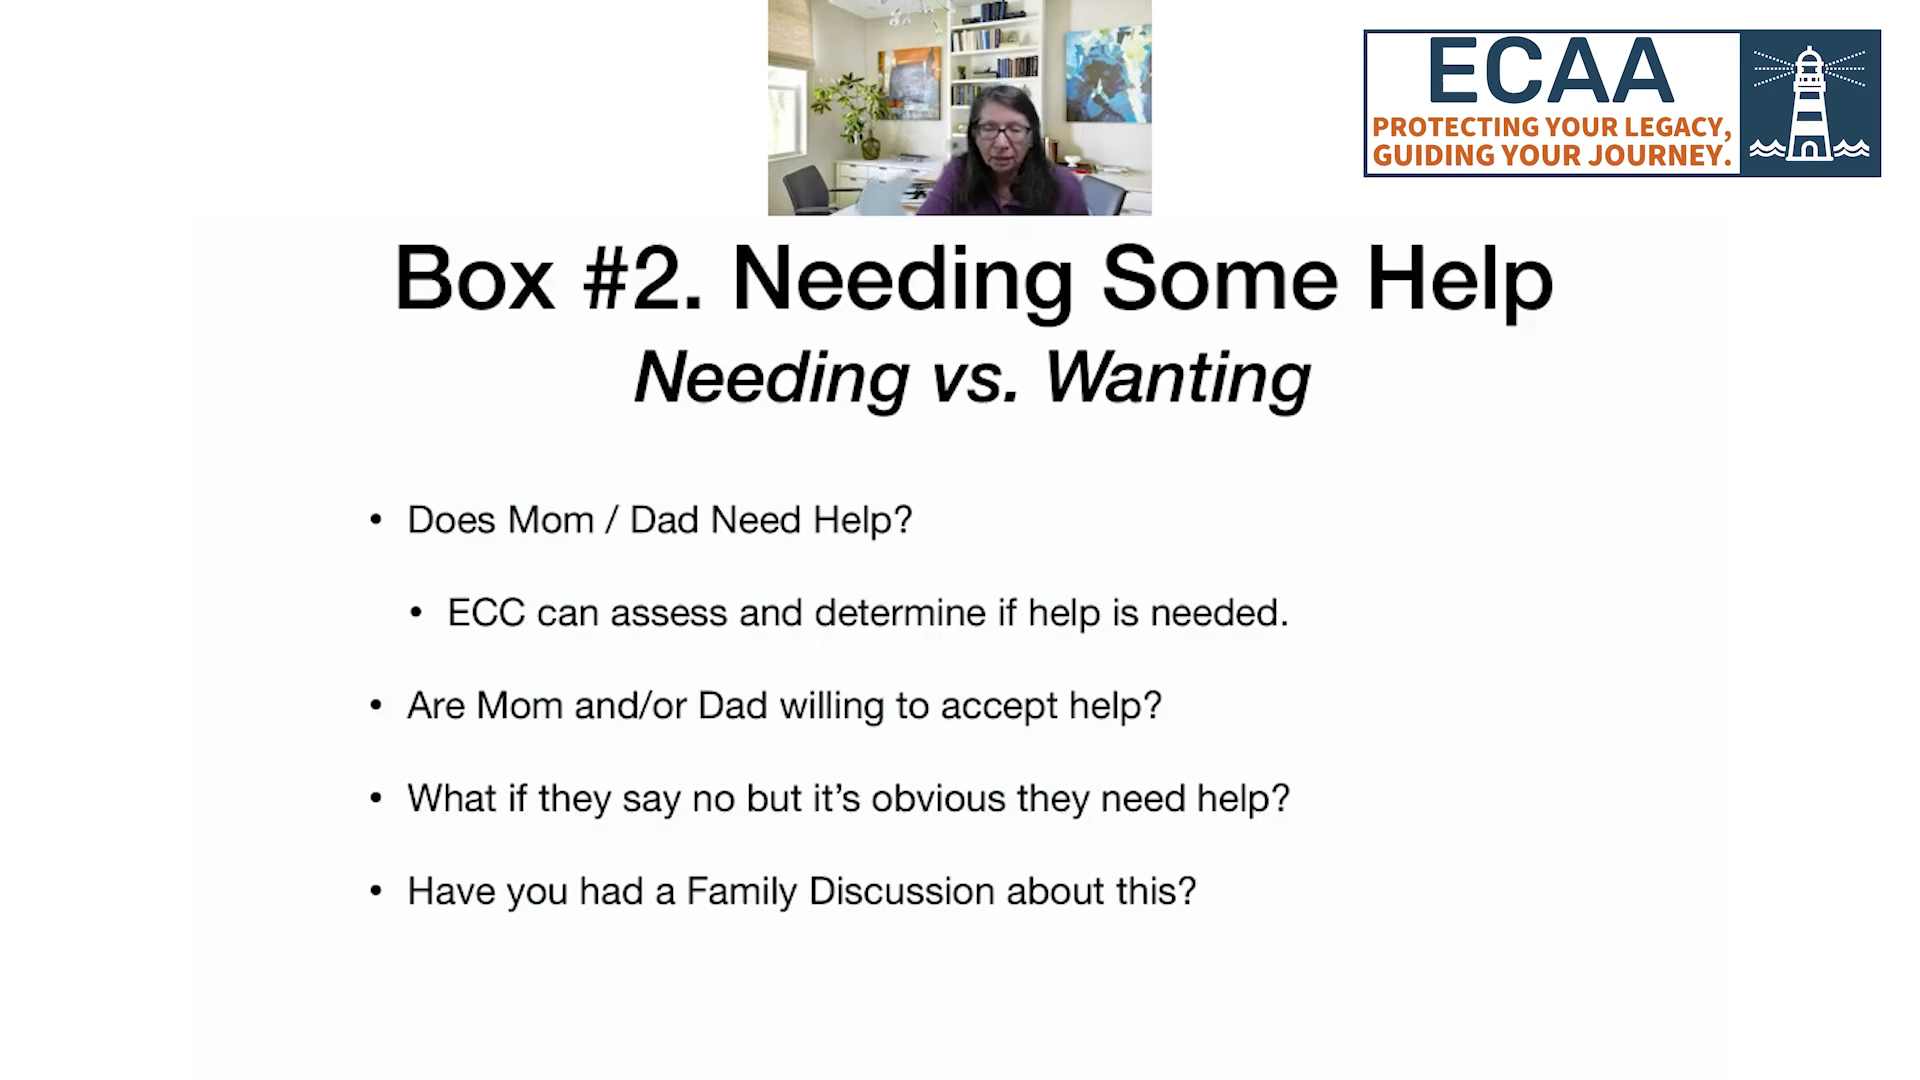 ECAA
PROTECTING YOUR LEGACY,
GUIDING YOUR JOURNEY.
Box #2. Needing Some Help
Needing vs. Wanting
• Does Mom / Dad Need Help?
• ECC can assess and determine if help is needed.
• Are Mom and/or Dad willing to accept help?
• What if they say no but it’s obvious they need help?
• Have you had a Family Discussion about this?